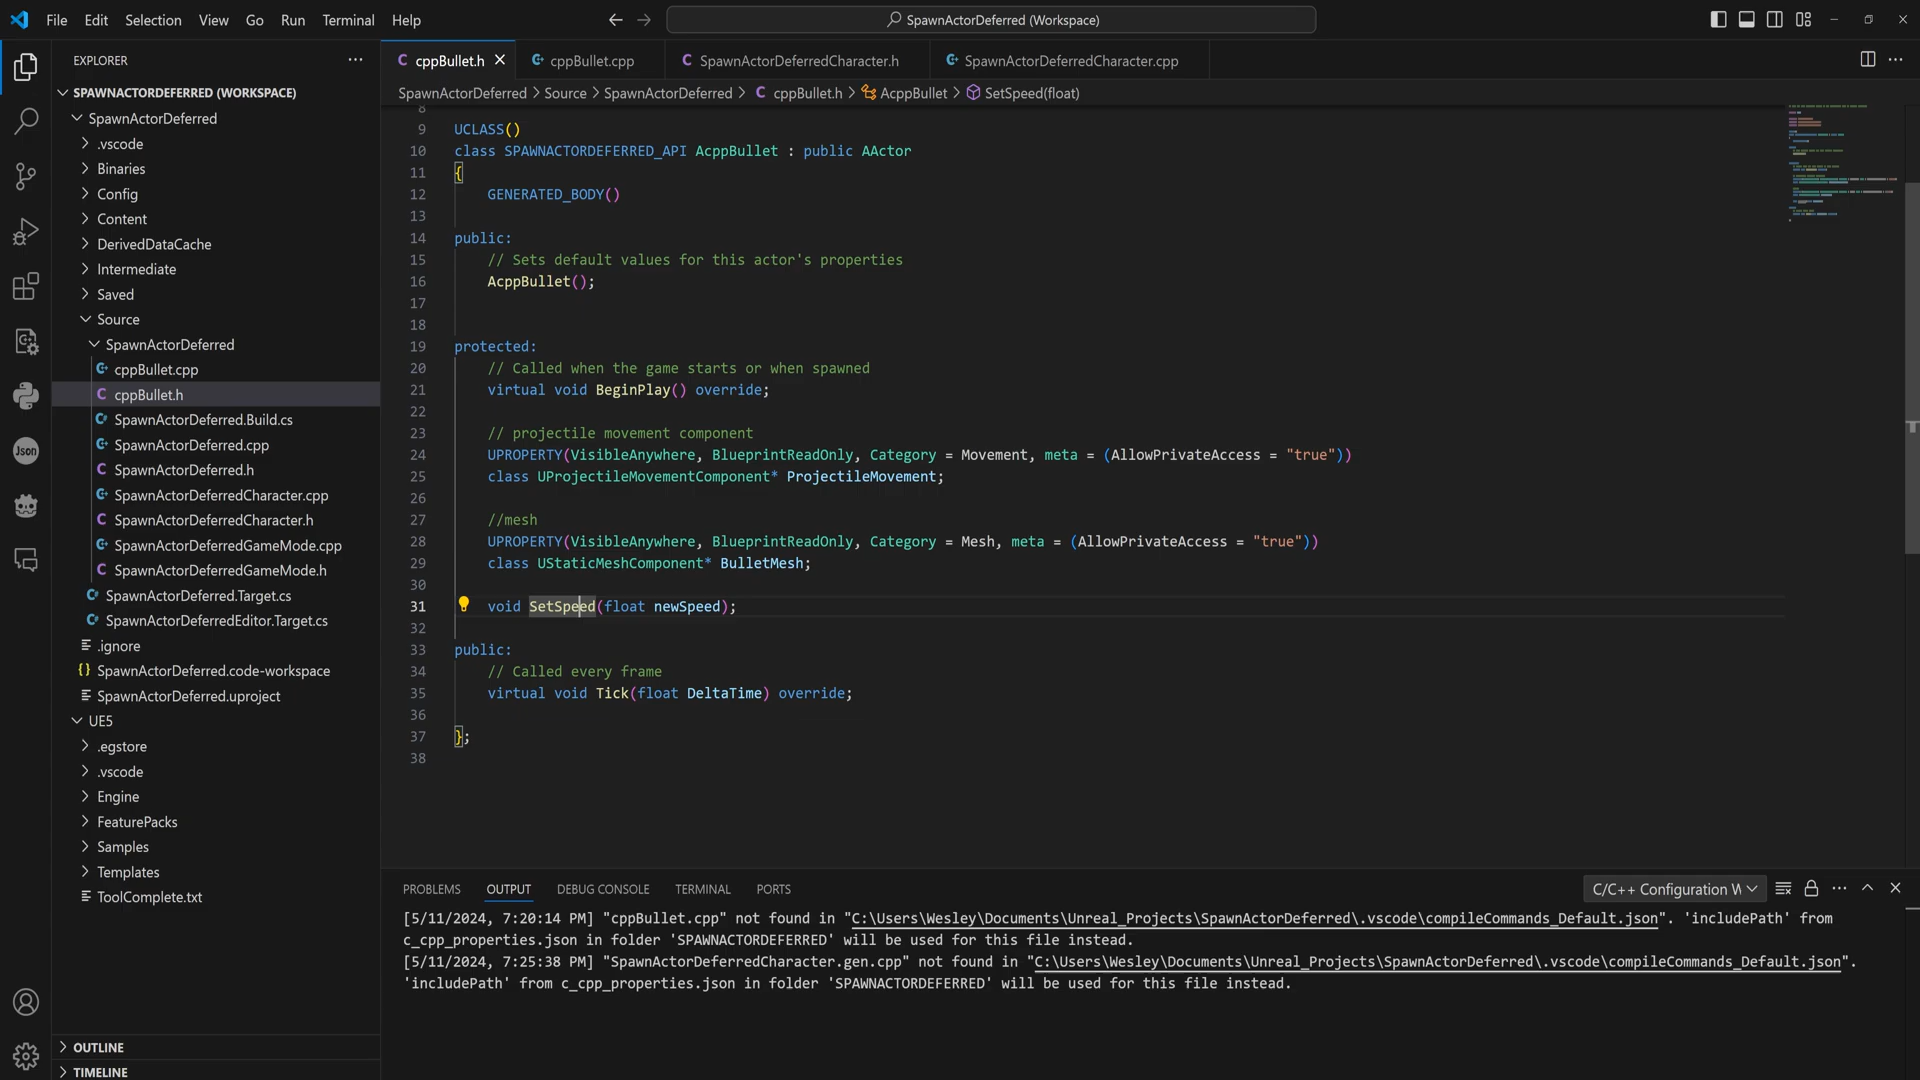 File Edit Selection View Go Run Terminal Help
SpawnActorDeferred (Workspace)
EXPLORER
SPAWNACTORDEFERRED (WORKSPACE)
SpawnActorDeferred
.vscode
Binaries
Config
Content
DerivedDataCache
Intermediate
Saved
Source
SpawnActorDeferred
cppBullet.cpp
cppBullet.h
SpawnActorDeferred.Build.cs
SpawnActorDeferred.cpp
SpawnActorDeferred.h
SpawnActorDeferredCharacter.cpp
SpawnActorDeferredCharacter.h
SpawnActorDeferredGameMode.cpp
SpawnActorDeferredGameMode.h
SpawnActorDeferred.Target.cs
SpawnActorDeferredEditor.Target.cs
.ignore
SpawnActorDeferred.code-workspace
SpawnActorDeferred.uproject
UE5
.egstore
.vscode
Engine
FeaturePacks
Samples
Templates
ToolComplete.txt
OUTLINE
TIMELINE
Json
cppBullet.h cppBullet.cpp SpawnActorDeferredCharacter.h SpawnActorDeferredCharacter.cpp
SpawnActorDeferred > Source > SpawnActorDeferred > cppBullet.h > AcppBullet > SetSpeed(float)
8
9 UCLASS()
10 class SPAWNACTORDEFERRED_API AcppBullet : public AActor
11 {
12 GENERATED_BODY()
13
14 public:
15 // Sets default values for this actor's properties
16 AcppBullet();
17
18
19 protected:
20 // Called when the game starts or when spawned
21 virtual void BeginPlay() override;
22
23 // projectile movement component
24 UPROPERTY(VisibleAnywhere, BlueprintReadOnly, Category = Movement, meta = (AllowPrivateAccess = "true"))
25 class UProjectileMovementComponent* ProjectileMovement;
26
27 //mesh
28 UPROPERTY(VisibleAnywhere, BlueprintReadOnly, Category = Mesh, meta = (AllowPrivateAccess = "true"))
29 class UStaticMeshComponent* BulletMesh;
30
31 void SetSpeed(float newSpeed);
32
33 public:
34 // Called every frame
35 virtual void Tick(float DeltaTime) override;
36
37 };
38
PROBLEMS OUTPUT DEBUG CONSOLE TERMINAL PORTS
C/C++ Configuration W
[5/11/2024, 7:20:14 PM] "cppBullet.cpp" not found in "C:\Users\Wesley\Documents\Unreal_Projects\SpawnActorDeferred\.vscode\compileCommands_Default.json". 'includePath' from
c_cpp_properties.json in folder 'SPAWNACTORDEFERRED' will be used for this file instead.
[5/11/2024, 7:25:38 PM] "SpawnActorDeferredCharacter.gen.cpp" not found in "C:\Users\Wesley\Documents\Unreal_Projects\SpawnActorDeferred\.vscode\compileCommands_Default.json".
'includePath' from c_cpp_properties.json in folder 'SPAWNACTORDEFERRED' will be used for this file instead.